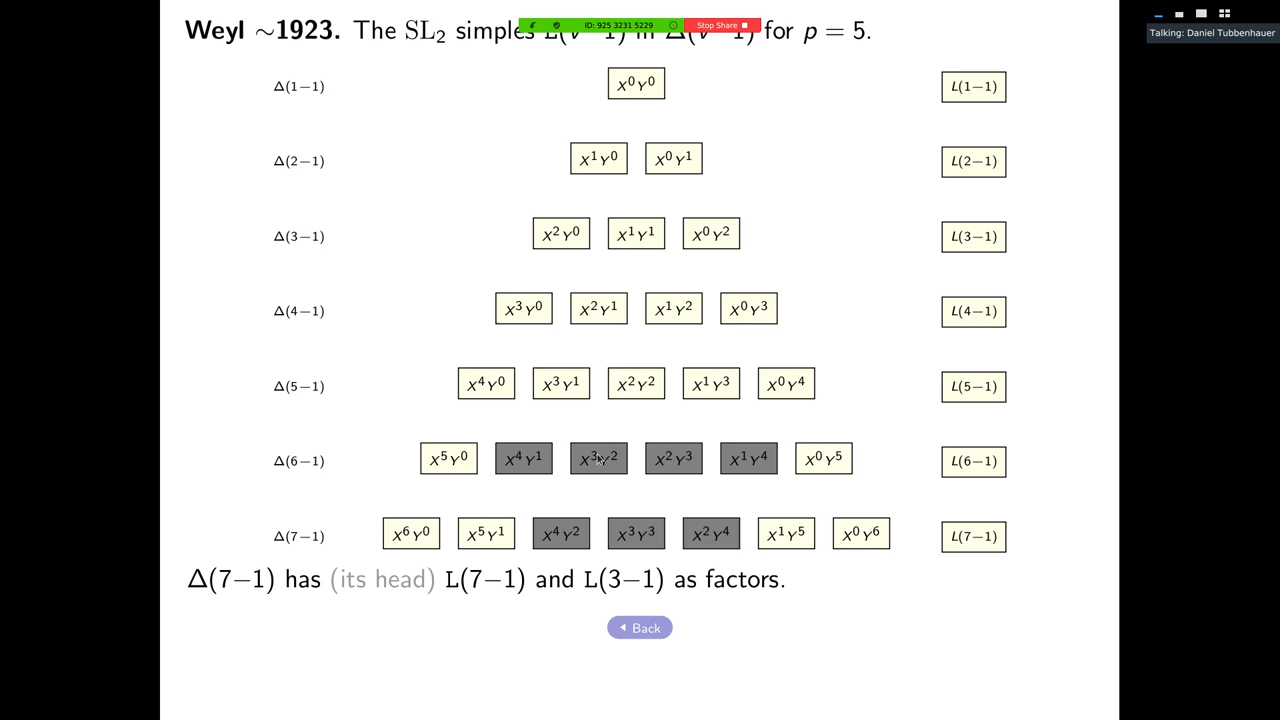 ID: 925 3231 5229 Stop Share
Talking: Daniel Tubbenhauer
Weyl ∼1923. The SL₂ simples L(v−1) in Δ(v−1) for p = 5.
Δ(1−1) X⁰Y⁰ L(1−1)
Δ(2−1) X¹Y⁰ X⁰Y¹ L(2−1)
Δ(3−1) X²Y⁰ X¹Y¹ X⁰Y² L(3−1)
Δ(4−1) X³Y⁰ X²Y¹ X¹Y² X⁰Y³ L(4−1)
Δ(5−1) X⁴Y⁰ X³Y¹ X²Y² X¹Y³ X⁰Y⁴ L(5−1)
Δ(6−1) X⁵Y⁰ X⁴Y¹ X³Y² X²Y³ X¹Y⁴ X⁰Y⁵ L(6−1)
Δ(7−1) X⁶Y⁰ X⁵Y¹ X⁴Y² X³Y³ X²Y⁴ X¹Y⁵ X⁰Y⁶ L(7−1)
Δ(7−1) has (its head) L(7−1) and L(3−1) as factors.
Back